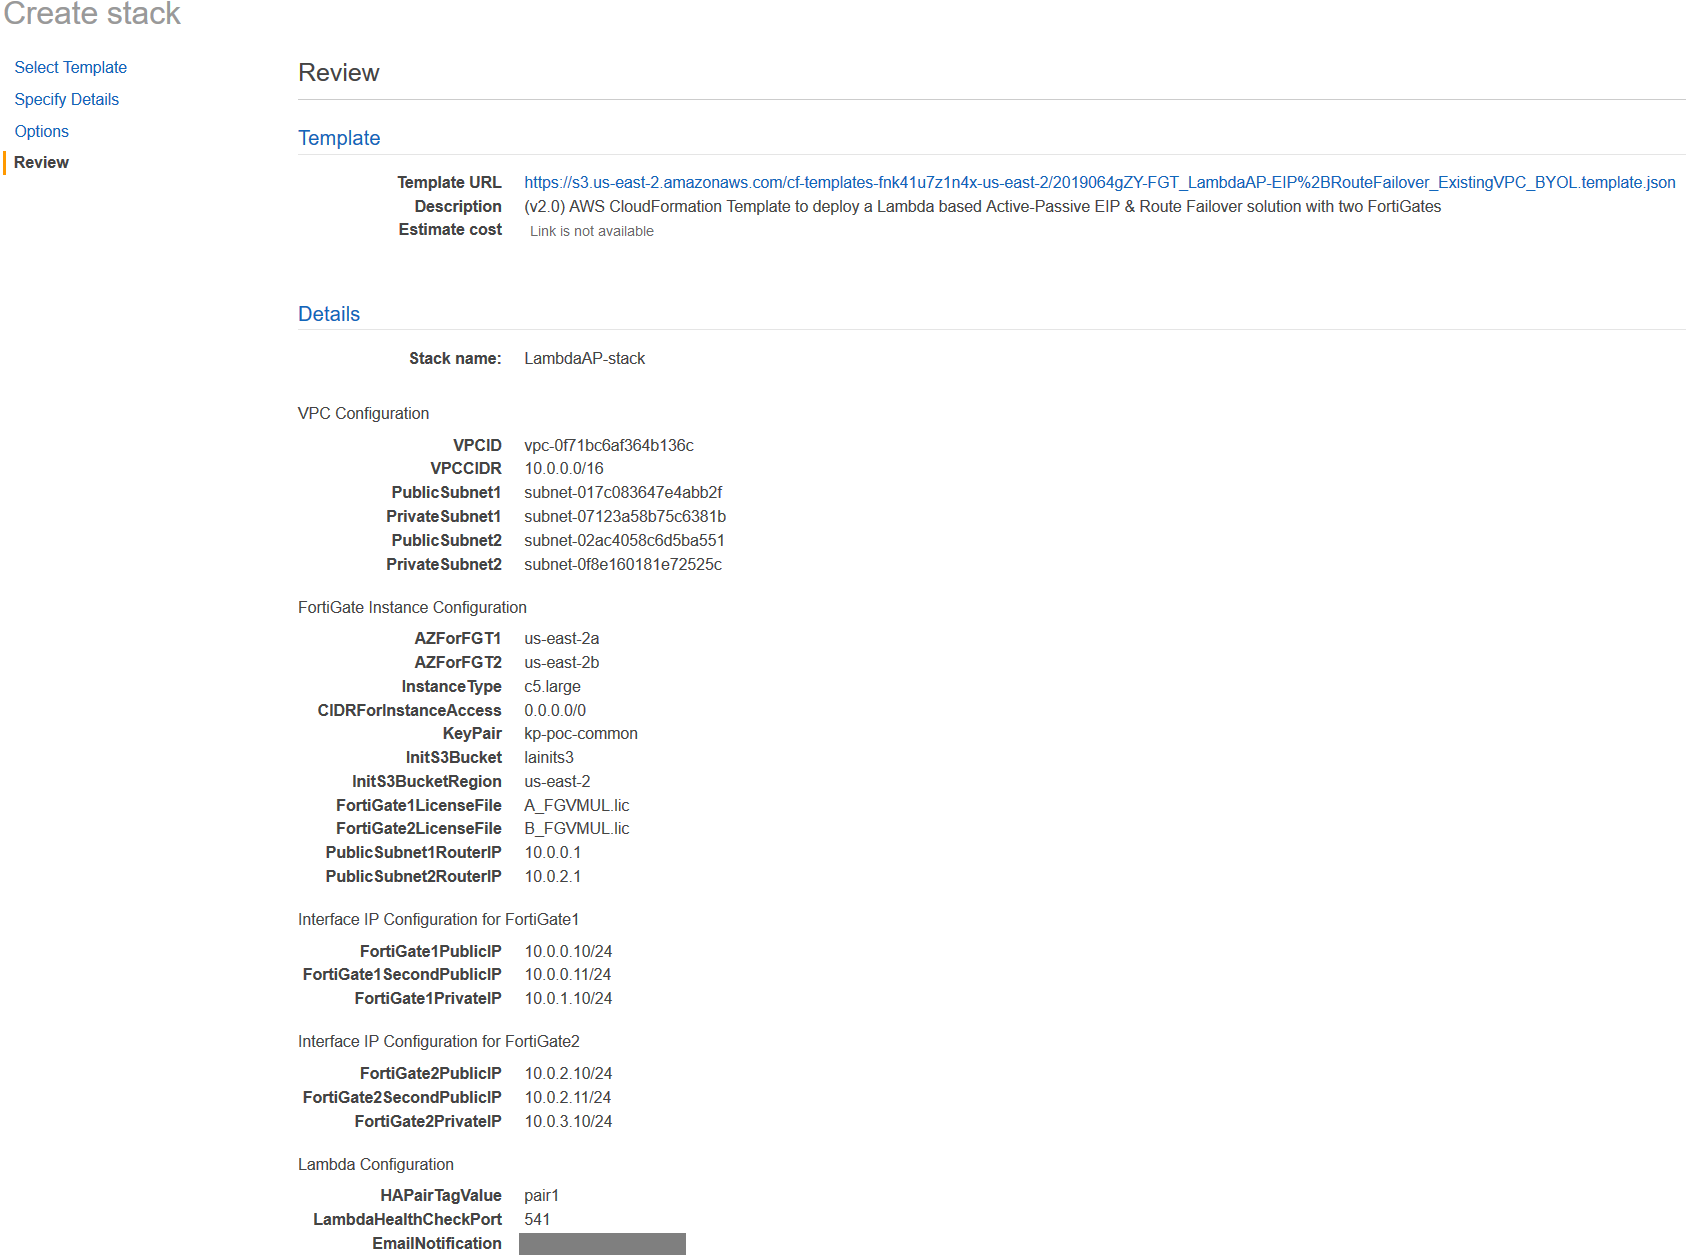 Create stack
Select Template
Specify Details
Options
Review
Review
Template
Template URL https://s3.us-east-2.amazonaws.com/cf-templates-fnk41u7z1n4x-us-east-2/2019064gZY-FGT_LambdaAP-EIP%2BRouteFailover_ExistingVPC_BYOL.template.json
Description (v2.0) AWS CloudFormation Template to deploy a Lambda based Active-Passive EIP & Route Failover solution with two FortiGates
Estimate cost Link is not available
Details
Stack name: LambdaAP-stack
VPC Configuration
VPCID vpc-0f71bc6af364b136c
VPCCIDR 10.0.0.0/16
PublicSubnet1 subnet-017c083647e4abb2f
PrivateSubnet1 subnet-07123a58b75c6381b
PublicSubnet2 subnet-02ac4058c6d5ba551
PrivateSubnet2 subnet-0f8e160181e72525c
FortiGate Instance Configuration
AZForFGT1 us-east-2a
AZForFGT2 us-east-2b
InstanceType c5.large
CIDRForInstanceAccess 0.0.0.0/0
KeyPair kp-poc-common
InitS3Bucket lainits3
InitS3BucketRegion us-east-2
FortiGate1LicenseFile A_FGVMUL.lic
FortiGate2LicenseFile B_FGVMUL.lic
PublicSubnet1RouterIP 10.0.0.1
PublicSubnet2RouterIP 10.0.2.1
Interface IP Configuration for FortiGate1
FortiGate1PublicIP 10.0.0.10/24
FortiGate1SecondPublicIP 10.0.0.11/24
FortiGate1PrivateIP 10.0.1.10/24
Interface IP Configuration for FortiGate2
FortiGate2PublicIP 10.0.2.10/24
FortiGate2SecondPublicIP 10.0.2.11/24
FortiGate2PrivateIP 10.0.3.10/24
Lambda Configuration
HAPairTagValue pair1
LambdaHealthCheckPort 541
EmailNotification